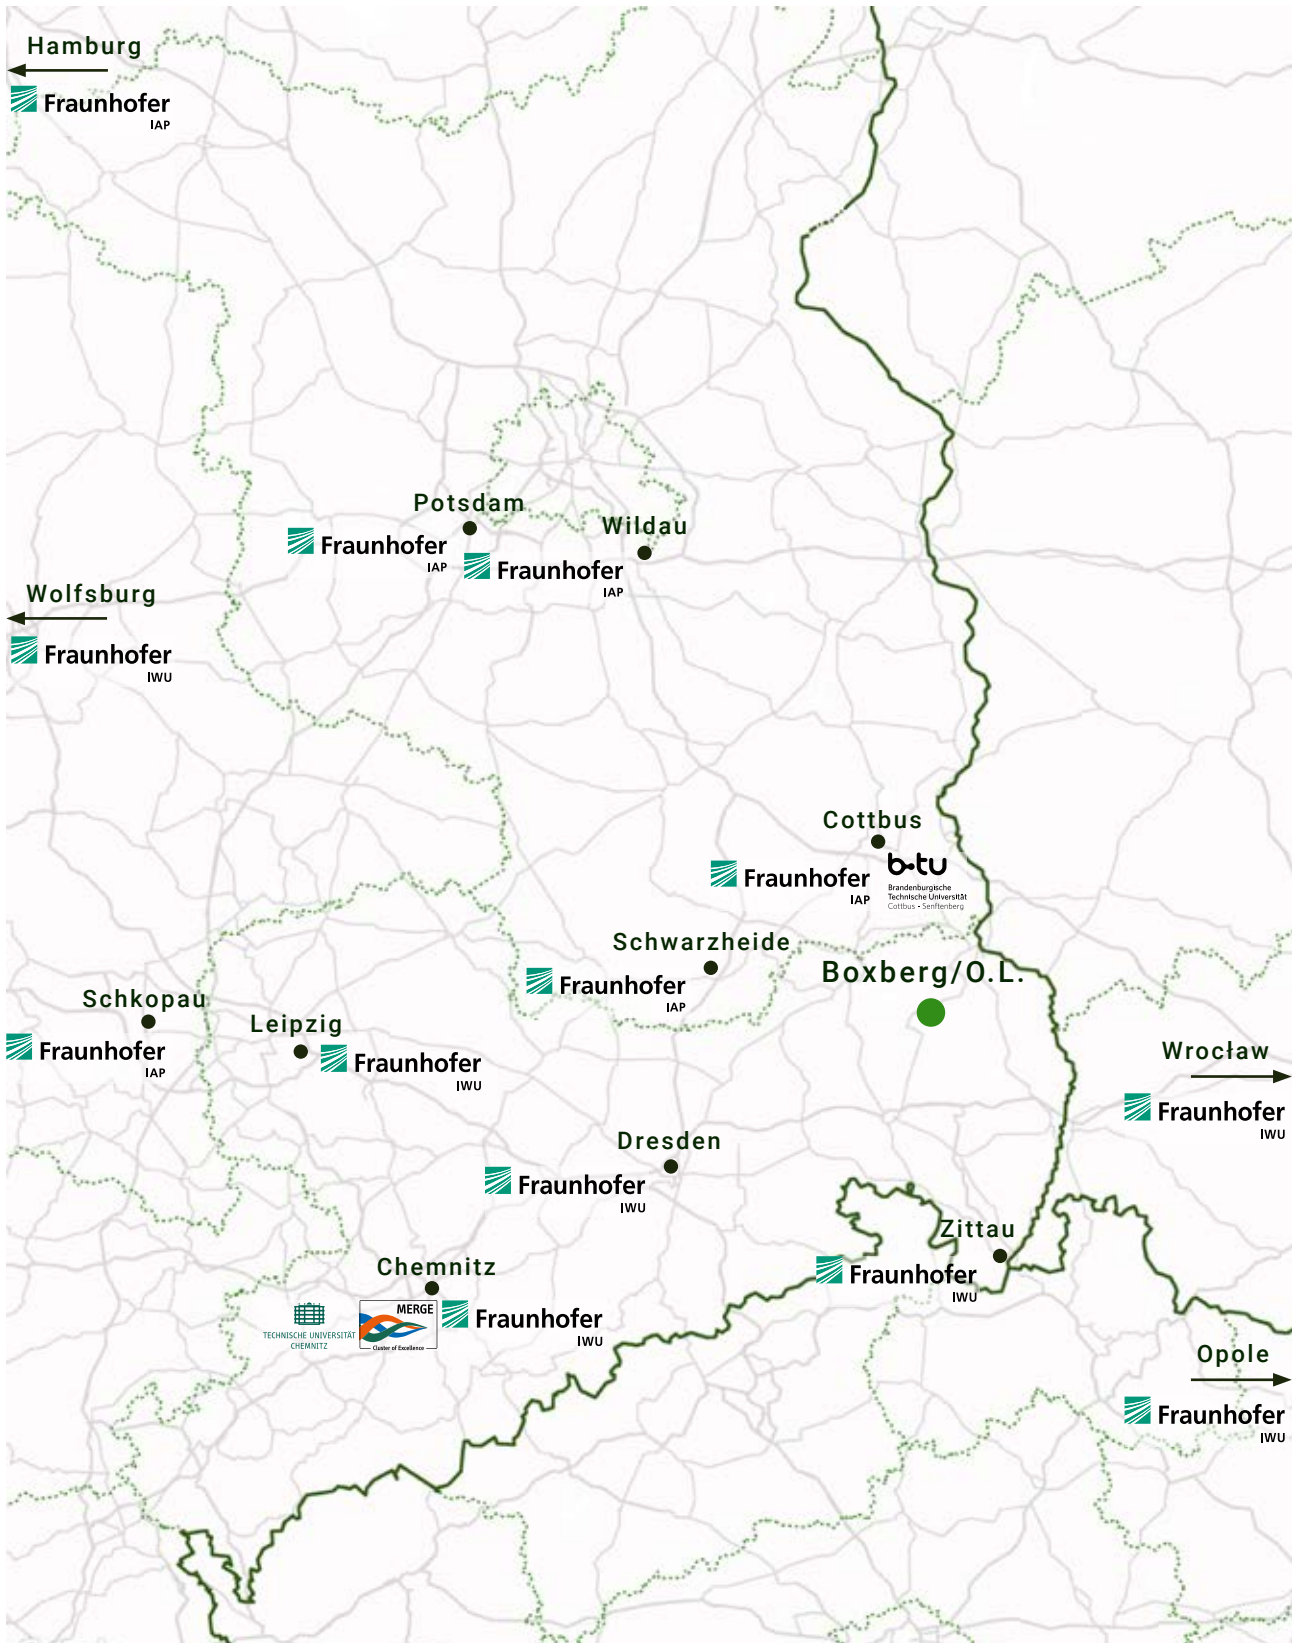 Hamburg
Fraunhofer
IAP
Potsdam
Fraunhofer
IAP
Wildau
Fraunhofer
IAP
Wolfsburg
Fraunhofer
IWU
Cottbus
Fraunhofer
IAP
b-tu
Brandenburgische
Technische Universität
Cottbus - Senftenberg
Schwarzheide
Fraunhofer
IAP
Boxberg/O.L.
Schkopau
Fraunhofer
IAP
Leipzig
Fraunhofer
IWU
Wrocław
Fraunhofer
IWU
Dresden
Fraunhofer
IWU
Zittau
Fraunhofer
IWU
Chemnitz
TECHNISCHE UNIVERSITÄT
CHEMNITZ
MERGE
Cluster of Excellence
Fraunhofer
IWU
Opole
Fraunhofer
IWU